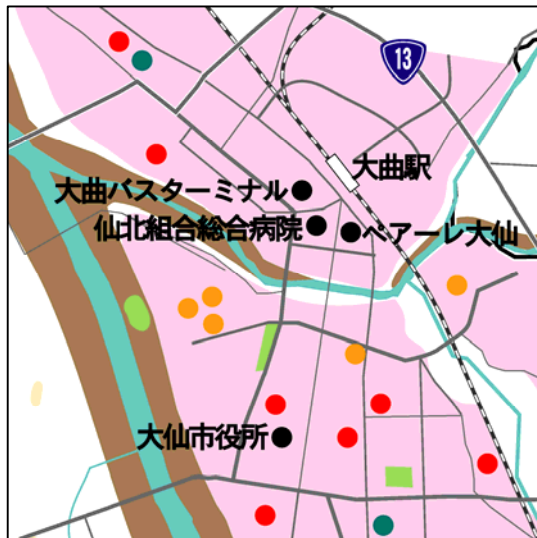 13
大曲駅
大曲バスターミナル
仙北組合総合病院
ペアーレ大仙
大仙市役所